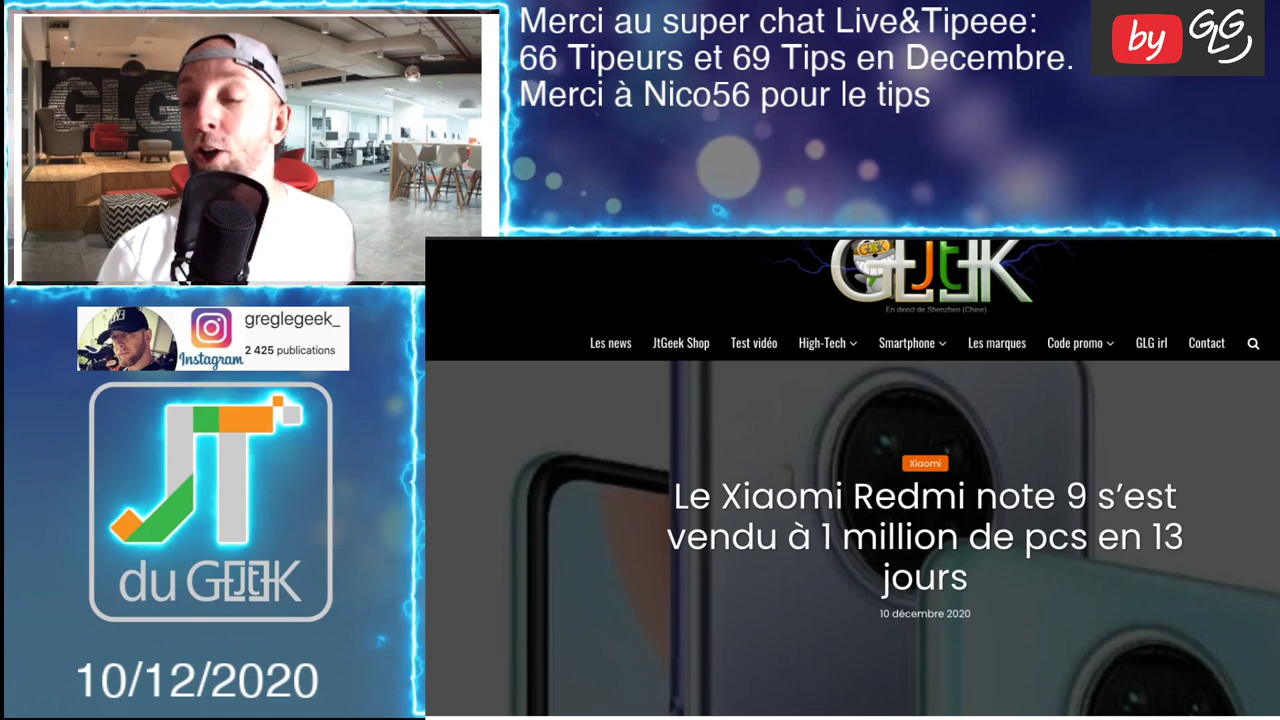 GLG
Merci au super chat Live&Tipeee:
66 Tipeurs et 69 Tips en Decembre.
Merci à Nico56 pour le tips
by GLG
greglegeek_
Instagram
2 425 publications
JT
du GEEK
10/12/2020
GEEK
En direct de Shenzhen (Chine)
Les news JtGeek Shop Test vidéo High-Tech Smartphone Les marques Code promo GLG irl Contact
Xiaomi
Le Xiaomi Redmi note 9 s’est
vendu à 1 million de pcs en 13
jours
10 décembre 2020